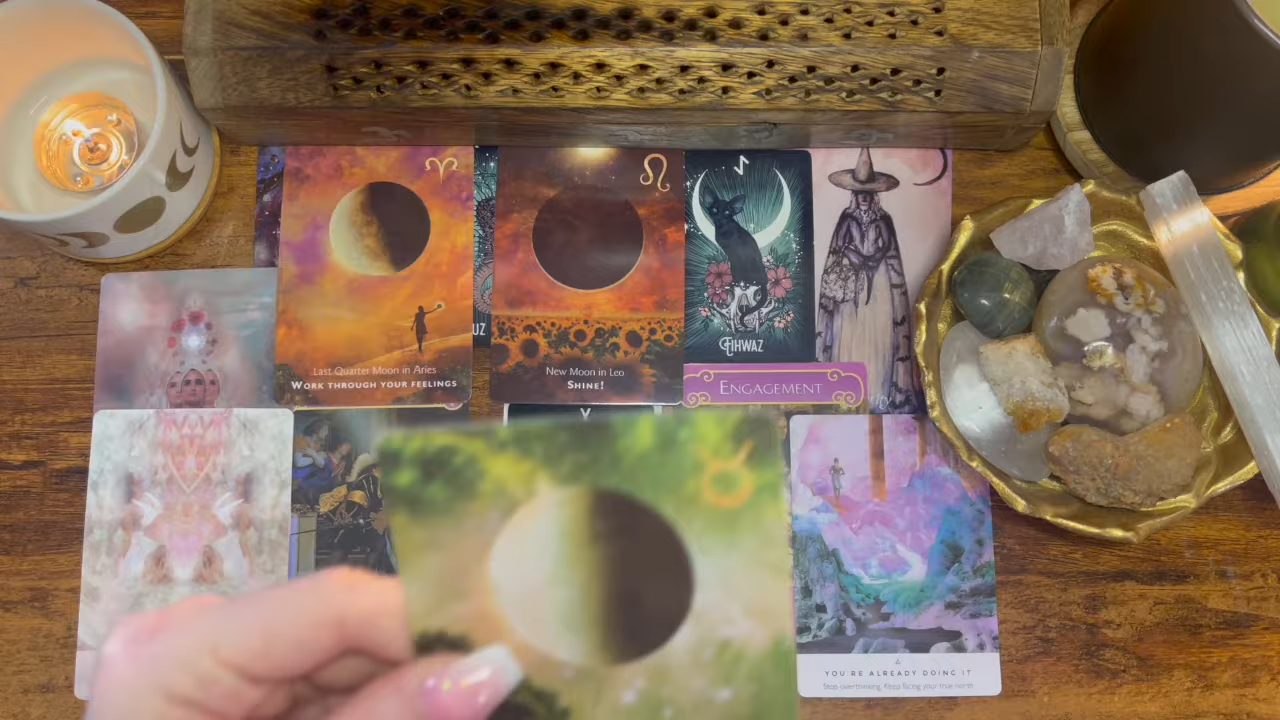 Last Quarter Moon in Aries
WORK THROUGH YOUR FEELINGS
UZ
New Moon in Leo
SHINE!
EIHWAZ
ENGAGEMENT
YOU'RE ALREADY DOING IT
Stop overthinking. Keep facing your true north.